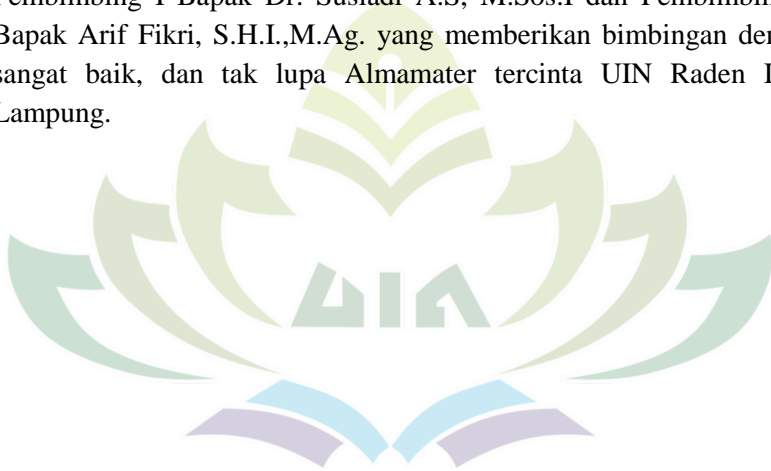 Pembimbing I Bapak Dr. Susiadi A.S, M.Sos.I dan
Bapak Arif Fikri, S.H.I.,M.Ag. yang memberikan bimbingan
sangat baik, dan tak lupa Almamater tercinta UIN Raden
Lampung.
UIN